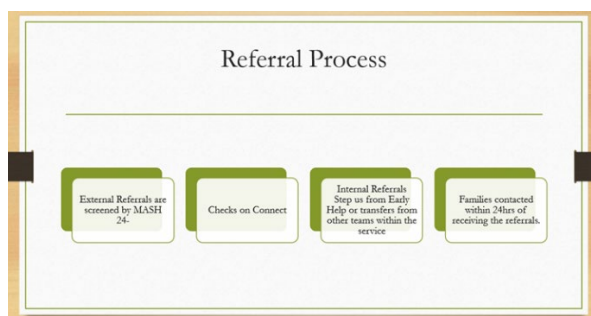 Referral Process
External Referrals are
screened by MASH
24-
Checks on Connect
Internal Referrals
Step us from Early
Help or transfers from
other teams within the
service
Families contacted
within 24hrs of
receiving the referrals.